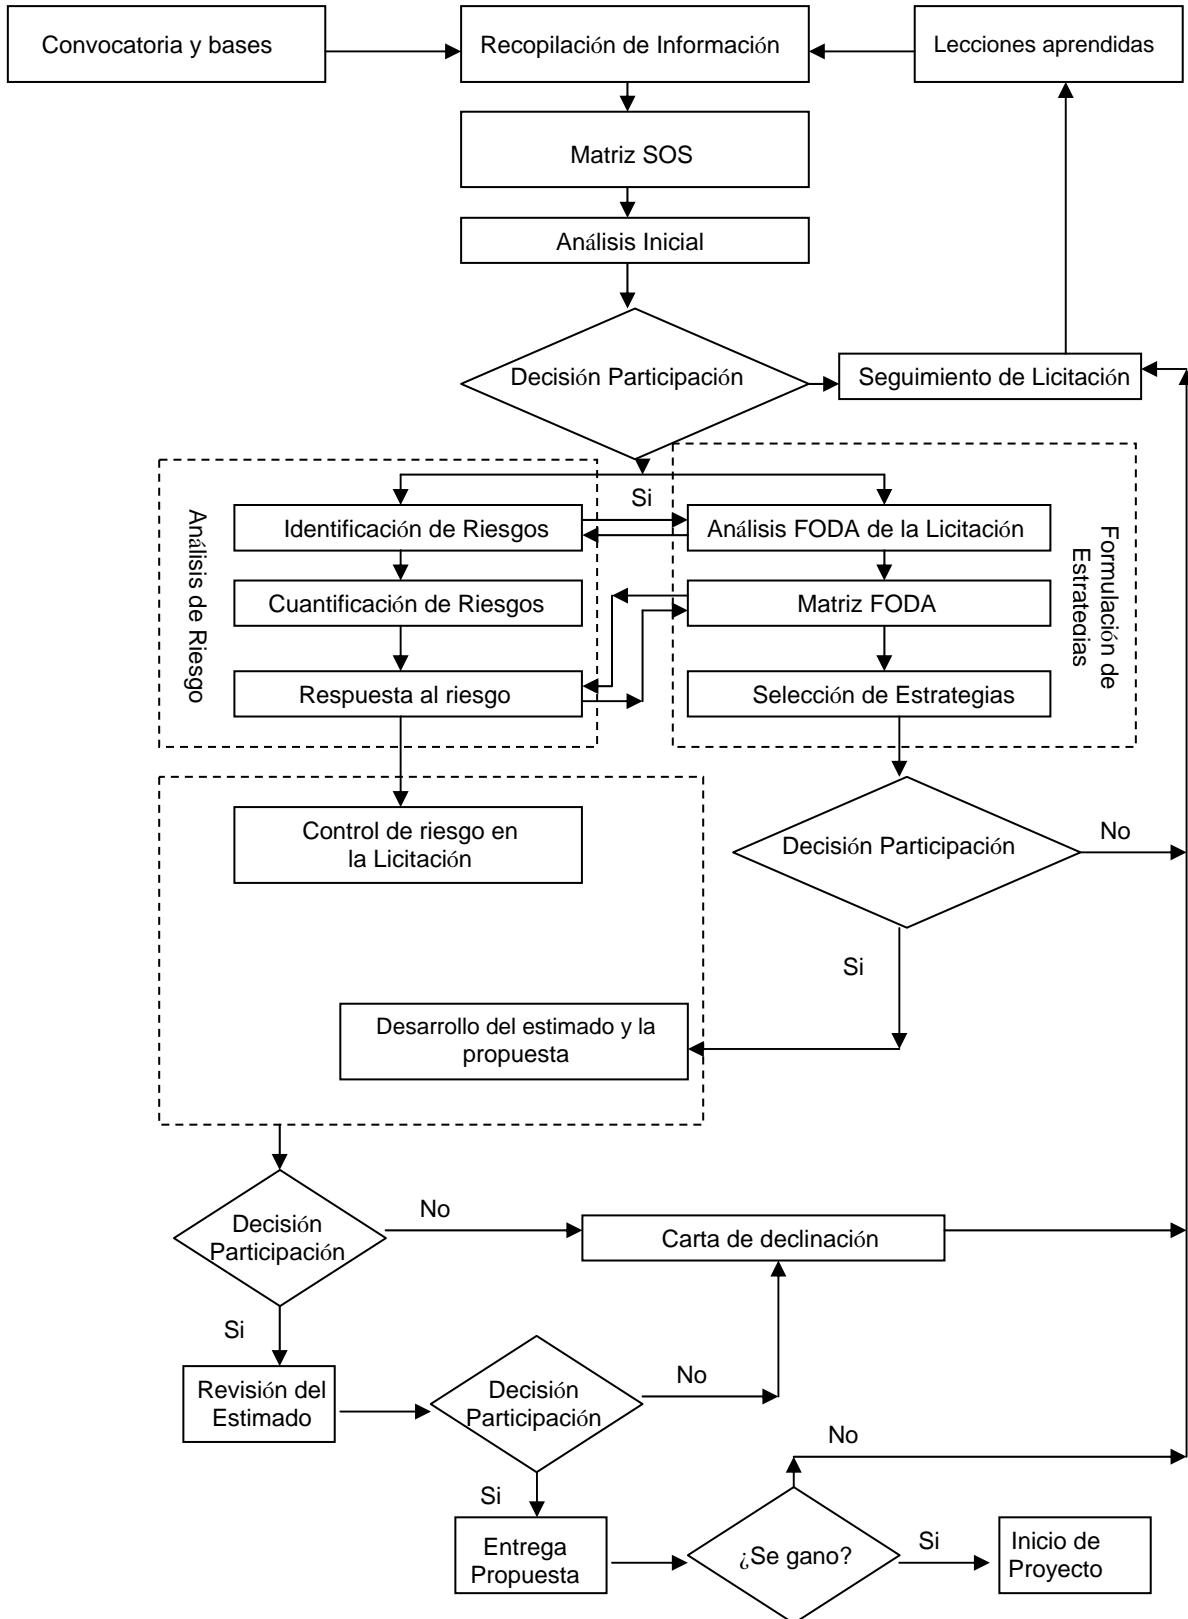 Convocatoria y bases
Recopilación de Información
Lecciones aprendidas
Matriz SOS
Análisis Inicial
Decisión Participación
Seguimiento de Licitación
Si
Análisis de Riesgo
Identificación de Riesgos
Análisis FODA de la Licitación
Formulación de
Estrategias
Cuantificación de Riesgos
Matriz FODA
Respuesta al riesgo
Selección de Estrategias
Control de riesgo en
la Licitación
Decisión Participación
No
Si
Desarrollo del estimado y la
propuesta
Decisión
Participación
No
Carta de declinación
Si
Revisión del
Estimado
Decisión
Participación
No
Si
No
Entrega
Propuesta
¿Se gano?
Si
Inicio de
Proyecto